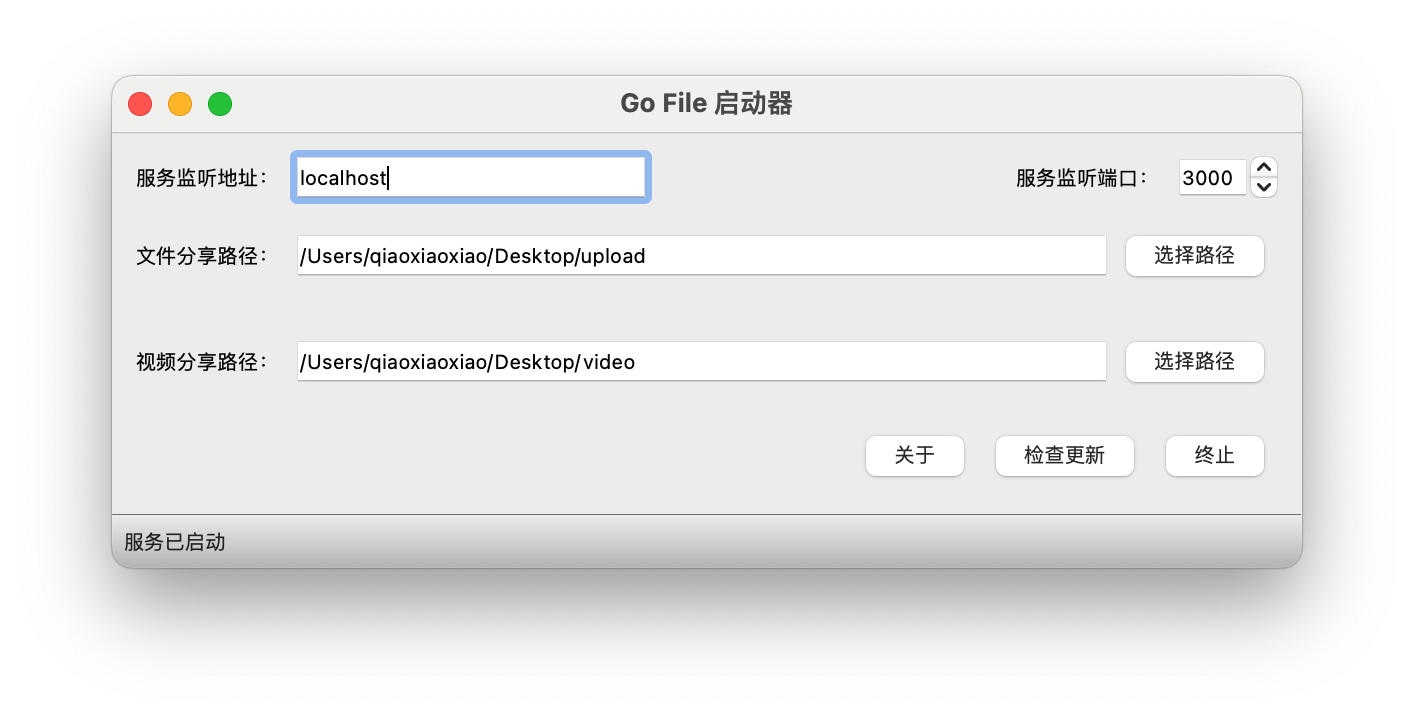 Go File 启动器
服务监听地址： localhost 服务监听端口： 3000
文件分享路径： /Users/qiaoxiaoxiao/Desktop/upload 选择路径
视频分享路径： /Users/qiaoxiaoxiao/Desktop/video 选择路径
关于 检查更新 终止
服务已启动